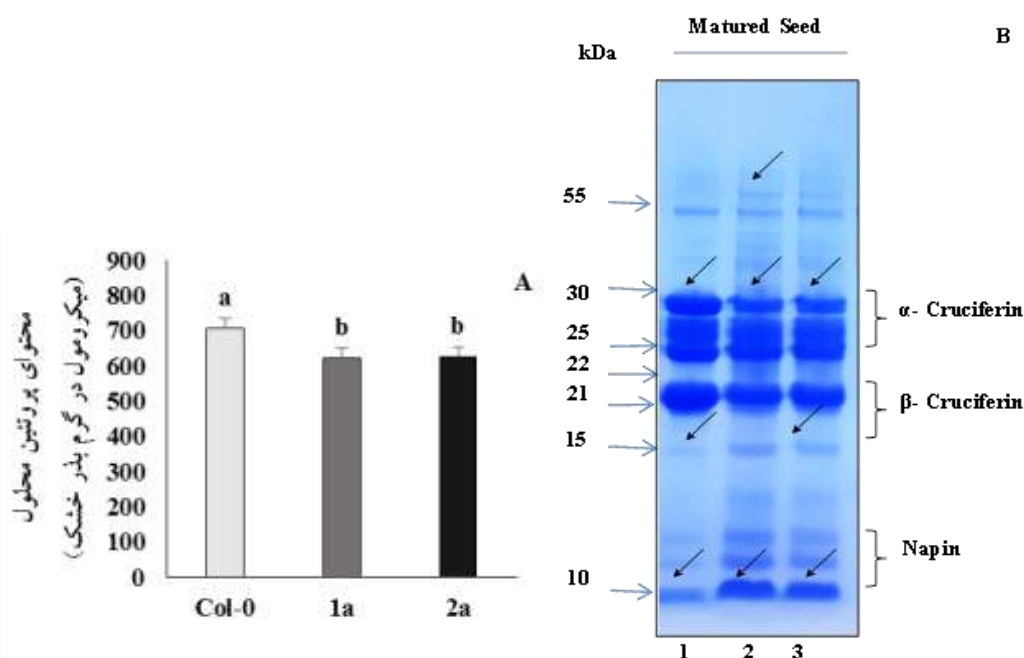 Matured Seed
B
kDa
55
30
25
22
21
15
10
α- Cruciferin
β- Cruciferin
Napin
1 2 3
A
محتوای پروتئین محلول
(میکرومول در گرم بذر خشک)
900
800
700
600
500
400
300
200
100
0
a
b
b
Col-0 1a 2a